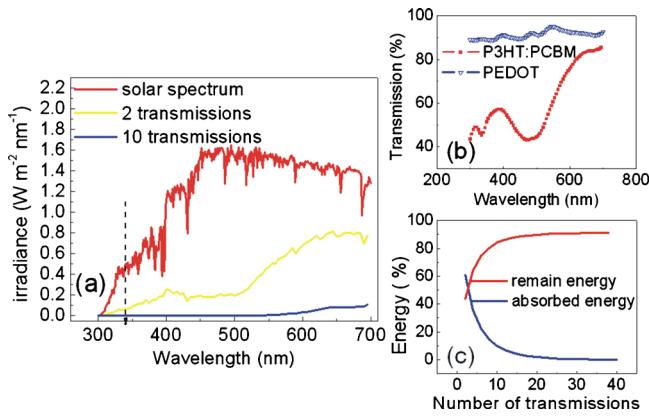 2.2
2.0
1.8
1.6
1.4
1.2
1.0
0.8
0.6
0.4
0.2
0.0
irradiance (W m⁻² nm⁻¹)
solar spectrum
2 transmissions
10 transmissions
(a)
300 400 500 600 700
Wavelength (nm)
100
80
60
40
Transmission (%)
P3HT:PCBM
PEDOT
(b)
200 400 600 800
Wavelength (nm)
100
80
60
40
20
0
Energy ( %)
remain energy
absorbed energy
(c)
0 10 20 30 40
Number of transmissions